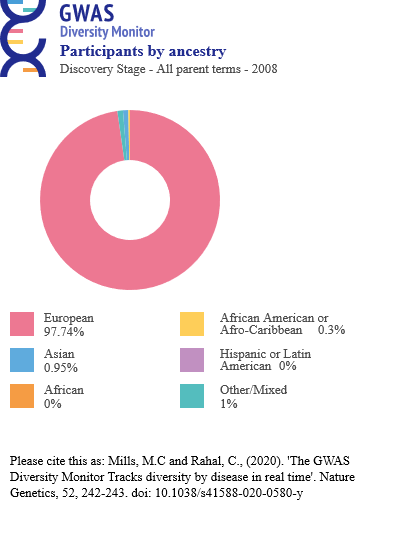 GWAS
Diversity Monitor
Participants by ancestry
Discovery Stage - All parent terms - 2008
European
97.74%
Asian
0.95%
African
0%
African American or
Afro-Caribbean 0.3%
Hispanic or Latin
American 0%
Other/Mixed
1%
Please cite this as: Mills, M.C and Rahal, C., (2020). 'The GWAS
Diversity Monitor Tracks diversity by disease in real time'. Nature
Genetics, 52, 242-243. doi: 10.1038/s41588-020-0580-y